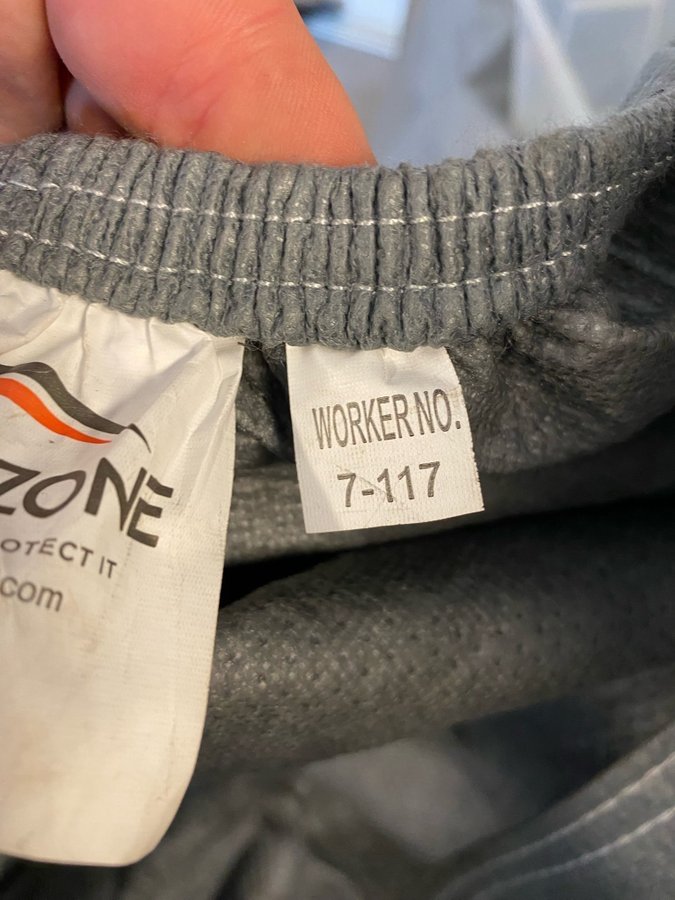 ZONE
OTECT IT
.com
WORKER NO.
7-117